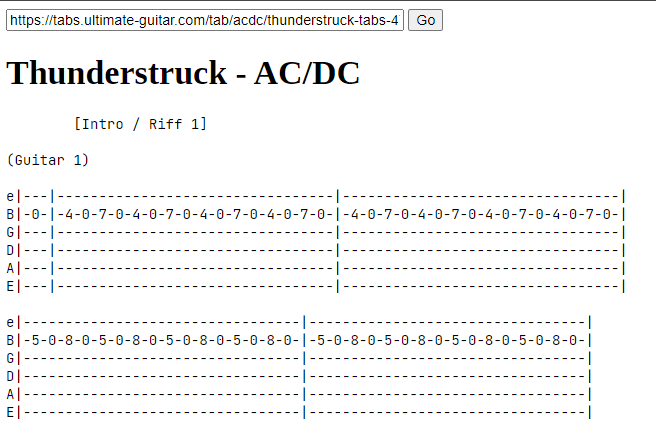 https://tabs.ultimate-guitar.com/tab/acdc/thunderstruck-tabs-4 Go
Thunderstruck - AC/DC
[Intro / Riff 1]
(Guitar 1)
e|---|---------------------------------|---------------------------------|
B|-0-|-4-0-7-0-4-0-7-0-4-0-7-0-4-0-7-0-|-4-0-7-0-4-0-7-0-4-0-7-0-4-0-7-0-|
G|---|---------------------------------|---------------------------------|
D|---|---------------------------------|---------------------------------|
A|---|---------------------------------|---------------------------------|
E|---|---------------------------------|---------------------------------|
e|---------------------------------|---------------------------------|
B|-5-0-8-0-5-0-8-0-5-0-8-0-5-0-8-0-|-5-0-8-0-5-0-8-0-5-0-8-0-5-0-8-0-|
G|---------------------------------|---------------------------------|
D|---------------------------------|---------------------------------|
A|---------------------------------|---------------------------------|
E|---------------------------------|---------------------------------|